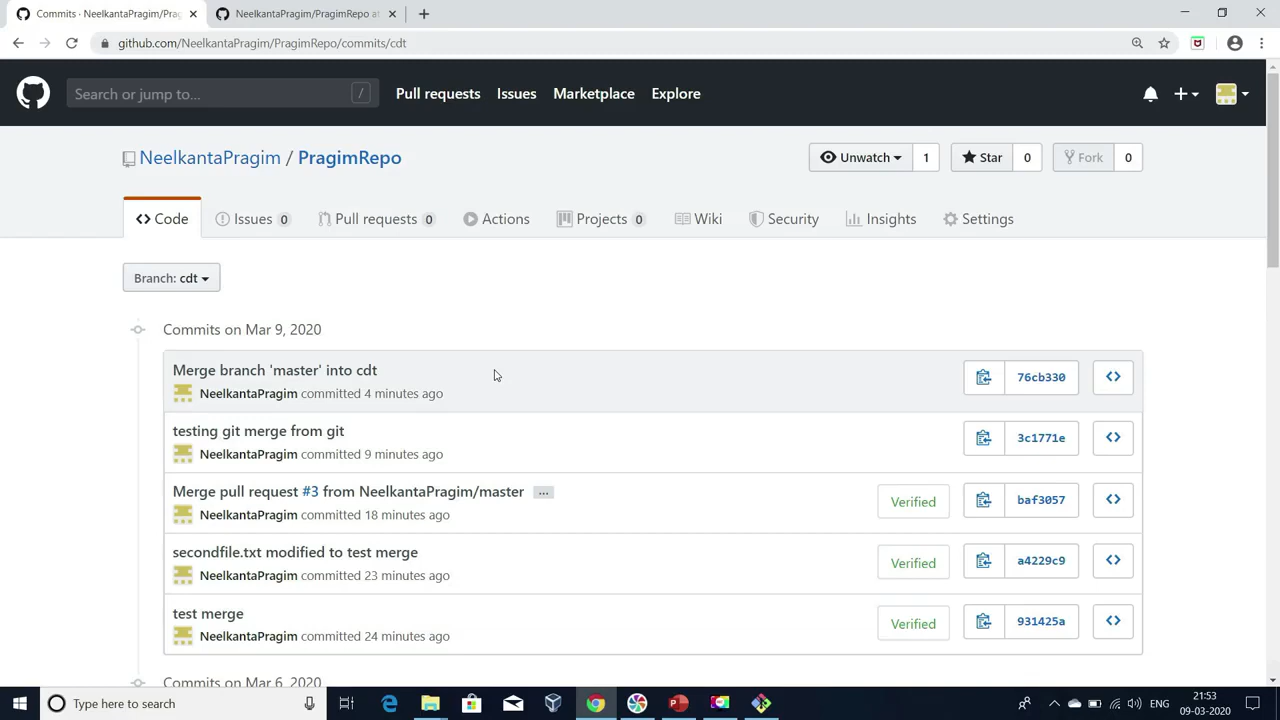 Commits · NeelkantaPragim/Prag
NeelkantaPragim/PragimRepo at
github.com/NeelkantaPragim/PragimRepo/commits/cdt
Search or jump to... /
Pull requests Issues Marketplace Explore
NeelkantaPragim / PragimRepo
Unwatch 1 Star 0 Fork 0
Code Issues 0 Pull requests 0 Actions Projects 0 Wiki Security Insights Settings
Branch: cdt
Commits on Mar 9, 2020
Merge branch 'master' into cdt
NeelkantaPragim committed 4 minutes ago
76cb330
testing git merge from git
NeelkantaPragim committed 9 minutes ago
3c1771e
Merge pull request #3 from NeelkantaPragim/master ...
NeelkantaPragim committed 18 minutes ago
Verified baf3057
secondfile.txt modified to test merge
NeelkantaPragim committed 23 minutes ago
Verified a4229c9
test merge
NeelkantaPragim committed 24 minutes ago
Verified 931425a
Commits on Mar 6, 2020
Type here to search
ENG
21:53
09-03-2020